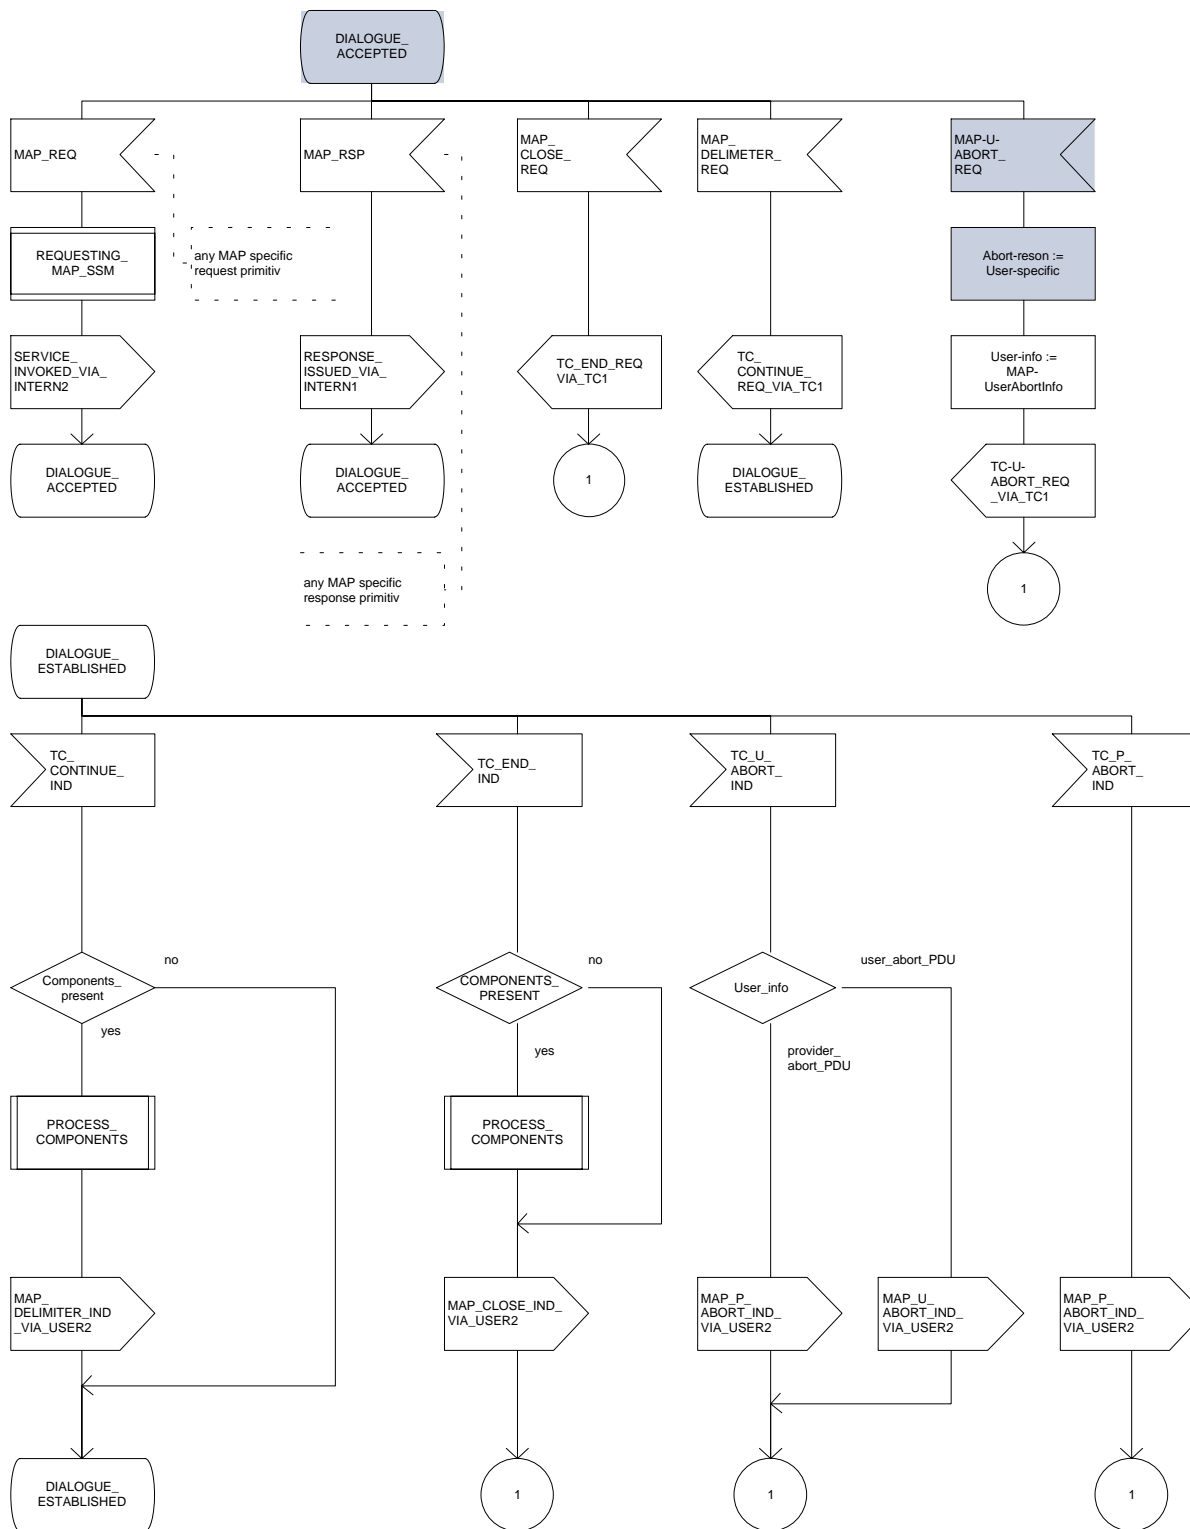 DIALOGUE_
ACCEPTED
MAP_REQ
MAP_RSP
MAP_
CLOSE_
REQ
MAP_
DELIMETER_
REQ
MAP-U-
ABORT_
REQ
REQUESTING_
MAP_SSM
any MAP specific
request primitiv
Abort-reson :=
User-specific
SERVICE_
INVOKED_VIA_
INTERN2
RESPONSE_
ISSUED_VIA_
INTERN1
TC_END_REQ
VIA_TC1
TC_
CONTINUE_
REQ_VIA_TC1
User-info :=
MAP-
UserAbortInfo
DIALOGUE_
ACCEPTED
DIALOGUE_
ACCEPTED
1
DIALOGUE_
ESTABLISHED
TC-U-
ABORT_REQ
_VIA_TC1
any MAP specific
response primitiv
1
DIALOGUE_
ESTABLISHED
TC_
CONTINUE_
IND
TC_END_
IND
TC_U_
ABORT_
IND
TC_P_
ABORT_
IND
Components_
present
no
yes
COMPONENTS_
PRESENT
no
yes
User_info
user_abort_PDU
provider_
abort_PDU
PROCESS_
COMPONENTS
PROCESS_
COMPONENTS
MAP_
DELIMITER_IND
_VIA_USER2
MAP_CLOSE_IND_
VIA_USER2
MAP_P_
ABORT_IND_
VIA_USER2
MAP_U_
ABORT_IND_
VIA_USER2
MAP_P_
ABORT_IND_
VIA_USER2
DIALOGUE_
ESTABLISHED
1
1
1